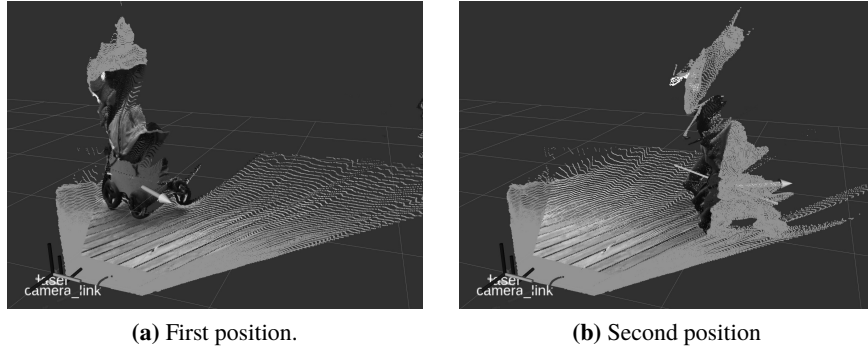 laser
camera_link
laser
camera_link
(a) First position.
(b) Second position